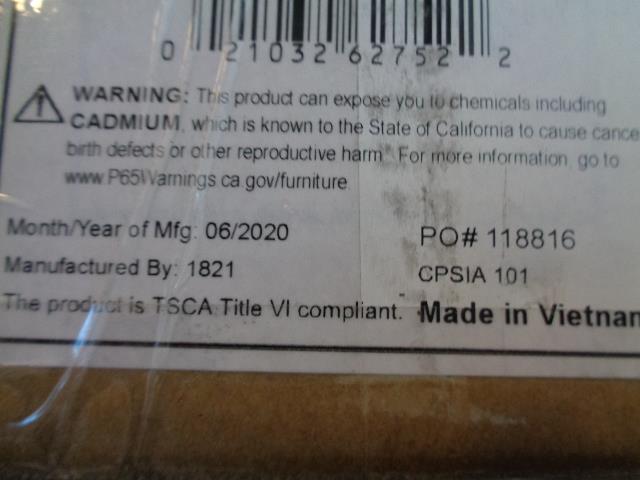 0 21032 62752 2
WARNING: This product can expose you to chemicals including
CADMIUM, which is known to the State of California to cause cance
birth defects or other reproductive harm. For more information, go to
www.P65Warnings.ca.gov/furniture
Month/Year of Mfg: 06/2020
PO# 118816
Manufactured By: 1821
CPSIA 101
The product is TSCA Title VI compliant.
Made in Vietnam